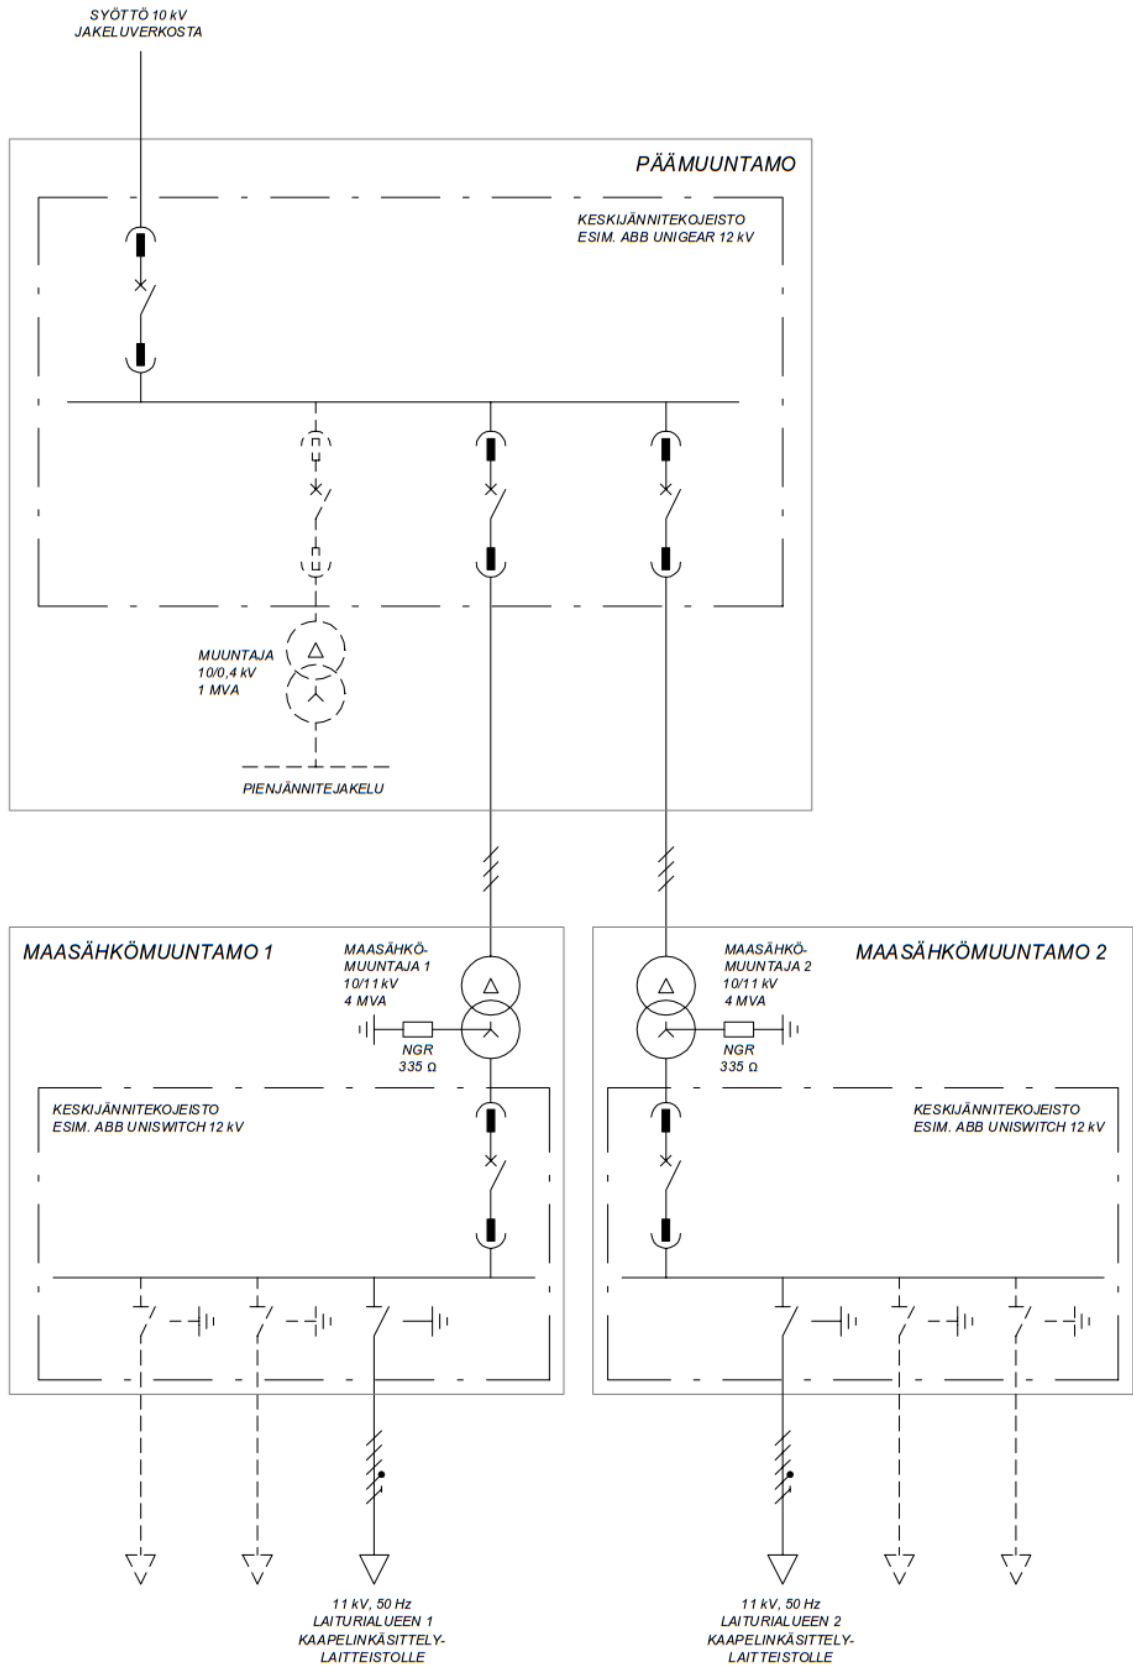 SYÖTTÖ 10 kV
JAKELUVERKOSTA
PÄÄMUUNTAMO
KESKIJÄNNITEKOJEISTO
ESIM. ABB UNIGEAR 12 kV
MUUNTAJA
10/0,4 kV
1 MVA
PIENJÄNNITEJAKELU
MAASÄHKÖMUUNTAMO 1
MAASÄHKÖ-
MUUNTAJA 1
10/11 kV
4 MVA
NGR
335 Ω
KESKIJÄNNITEKOJEISTO
ESIM. ABB UNISWITCH 12 kV
MAASÄHKÖ-
MUUNTAJA 2
10/11 kV
4 MVA
MAASÄHKÖMUUNTAMO 2
NGR
335 Ω
KESKIJÄNNITEKOJEISTO
ESIM. ABB UNISWITCH 12 kV
11 kV, 50 Hz
LAITURIALUEEN 1
KAAPELINKÄSITTELY-
LAITTEISTOLLE
11 kV, 50 Hz
LAITURIALUEEN 2
KAAPELINKÄSITTELY-
LAITTEISTOLLE